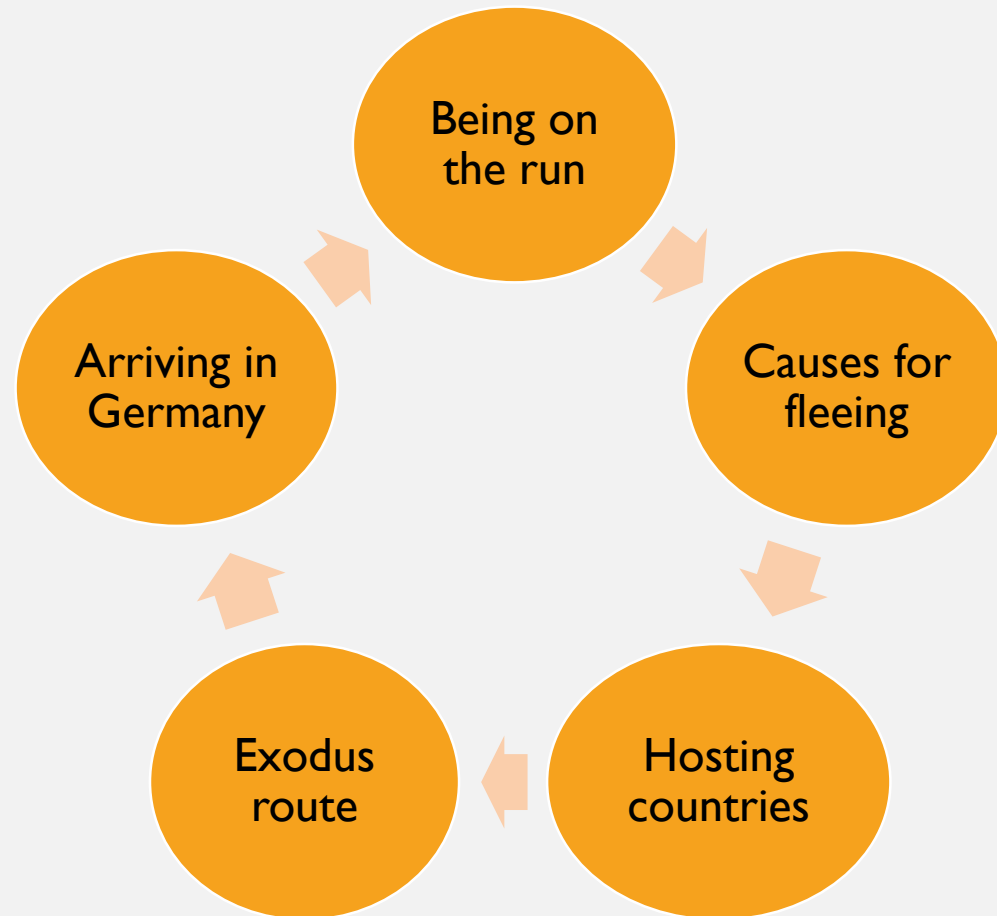 Being on
the run
Causes for
fleeing
Hosting
countries
Exodus
route
Arriving in
Germany